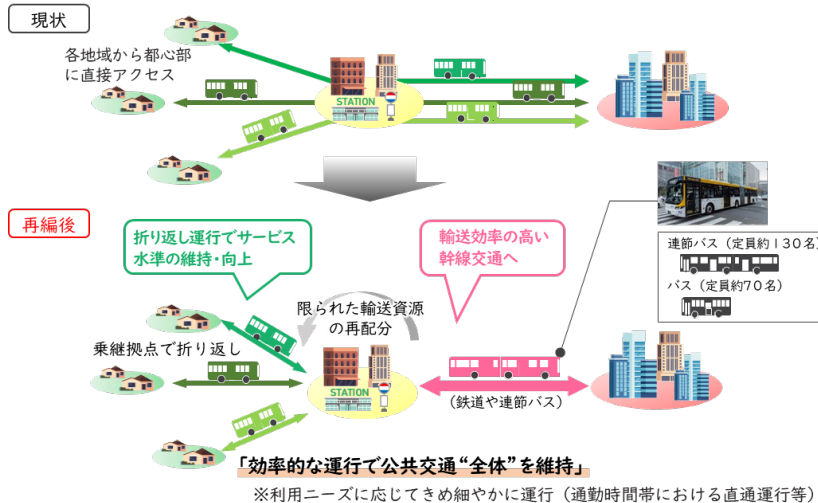 現状
各地域から都心部
に直接アクセス
STATION
再編後
折り返し運行でサービス
水準の維持・向上
輸送効率の高い
幹線交通へ
連節バス(定員約130名)
バス(定員約70名)
限られた輸送資源
の再配分
乗継拠点で折り返し
STATION
(鉄道や連節バス)
「効率的な運行で公共交通“全体”を維持」
※利用ニーズに応じてきめ細やかに運行(通勤時間帯における直通運行等)